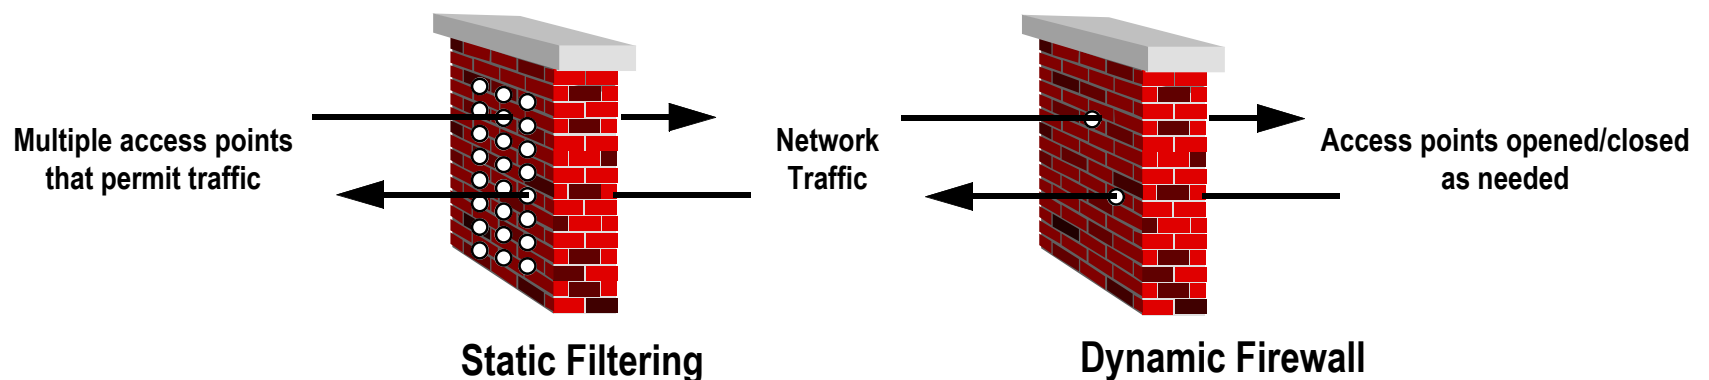 Multiple access points
that permit traffic
Network
Traffic
Access points opened/closed
as needed
Static Filtering
Dynamic Firewall